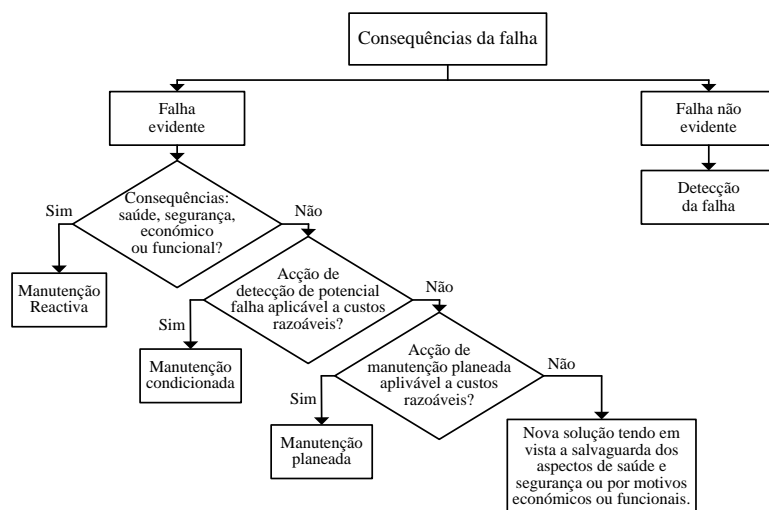 Consequências da falha
Falha
evidente
Falha não
evidente
Consequências:
saúde, segurança,
económico
ou funcional?
Sim
Não
Detecção
da falha
Manutenção
Reactiva
Acção de
detecção de potencial
falha aplicável a custos
razoáveis?
Sim
Não
Manutenção
condicionada
Acção de
manutenção planeada
aplivável a custos
razoáveis?
Sim
Não
Manutenção
planeada
Nova solução tendo em
vista a salvaguarda dos
aspectos de saúde e
segurança ou por motivos
económicos ou funcionais.